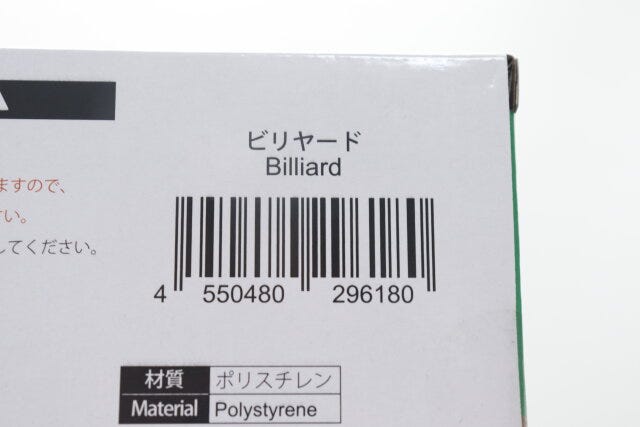 ビリヤード
Billiard
ますので、
さい。
してください。
4 550480 296180
材質 ポリスチレン
Material Polystyrene